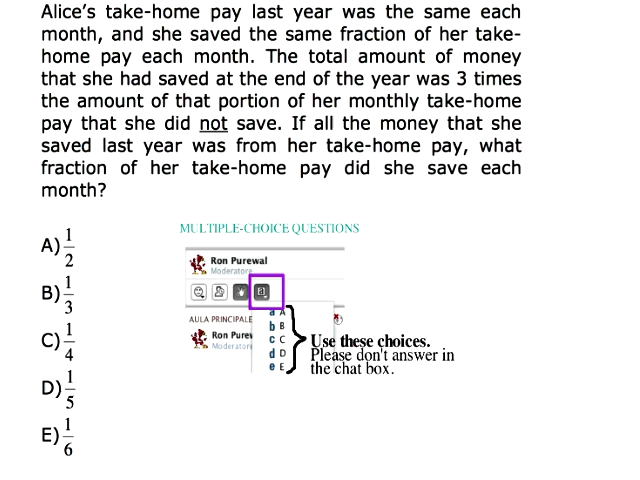 Alice's take-home pay last year was the same each
month, and she saved the same fraction of her take-
home pay each month. The total amount of money
that she had saved at the end of the year was 3 times
the amount of that portion of her monthly take-home
pay that she did not save. If all the money that she
saved last year was from her take-home pay, what
fraction of her take-home pay did she save each
month?
A) 1/2
B) 1/3
C) 1/4
D) 1/5
E) 1/6
MULTIPLE-CHOICE QUESTIONS
Ron Purewal
Moderator
AULA PRINCIPALE
Ron Purew
Moderator
a A
b B
c C
d D
e E
Use these choices.
Please don't answer in
the chat box.